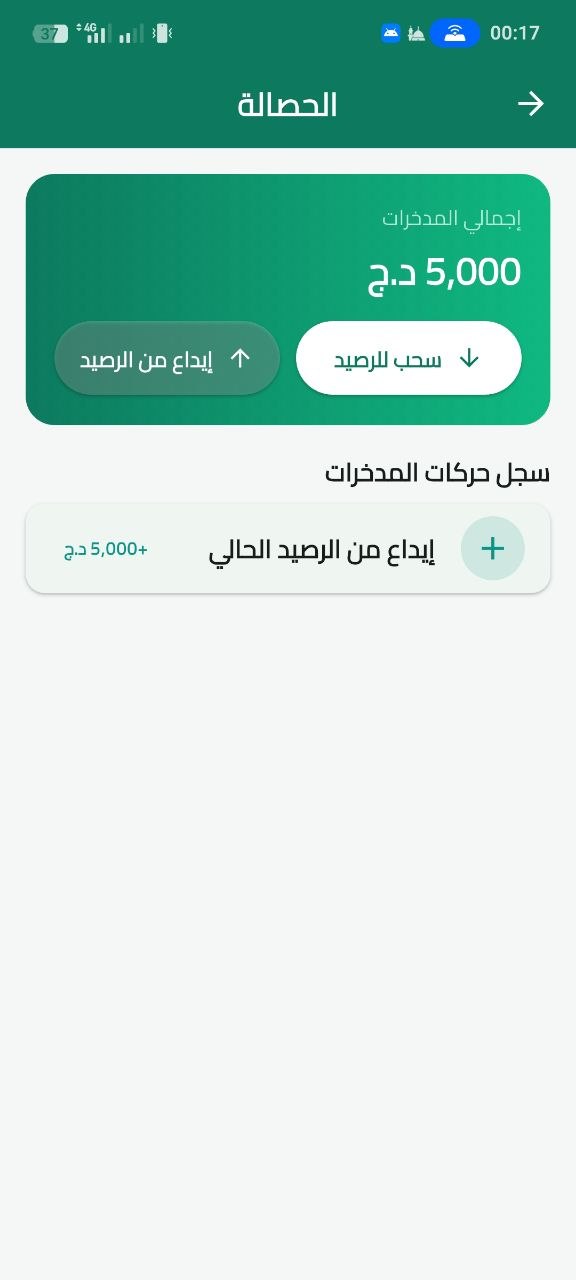 37 4G 00:17
الحصالة
إجمالي المدخرات
5,000 د.ج
سحب للرصيد
إيداع من الرصيد
سجل حركات المدخرات
إيداع من الرصيد الحالي
+5,000 د.ج